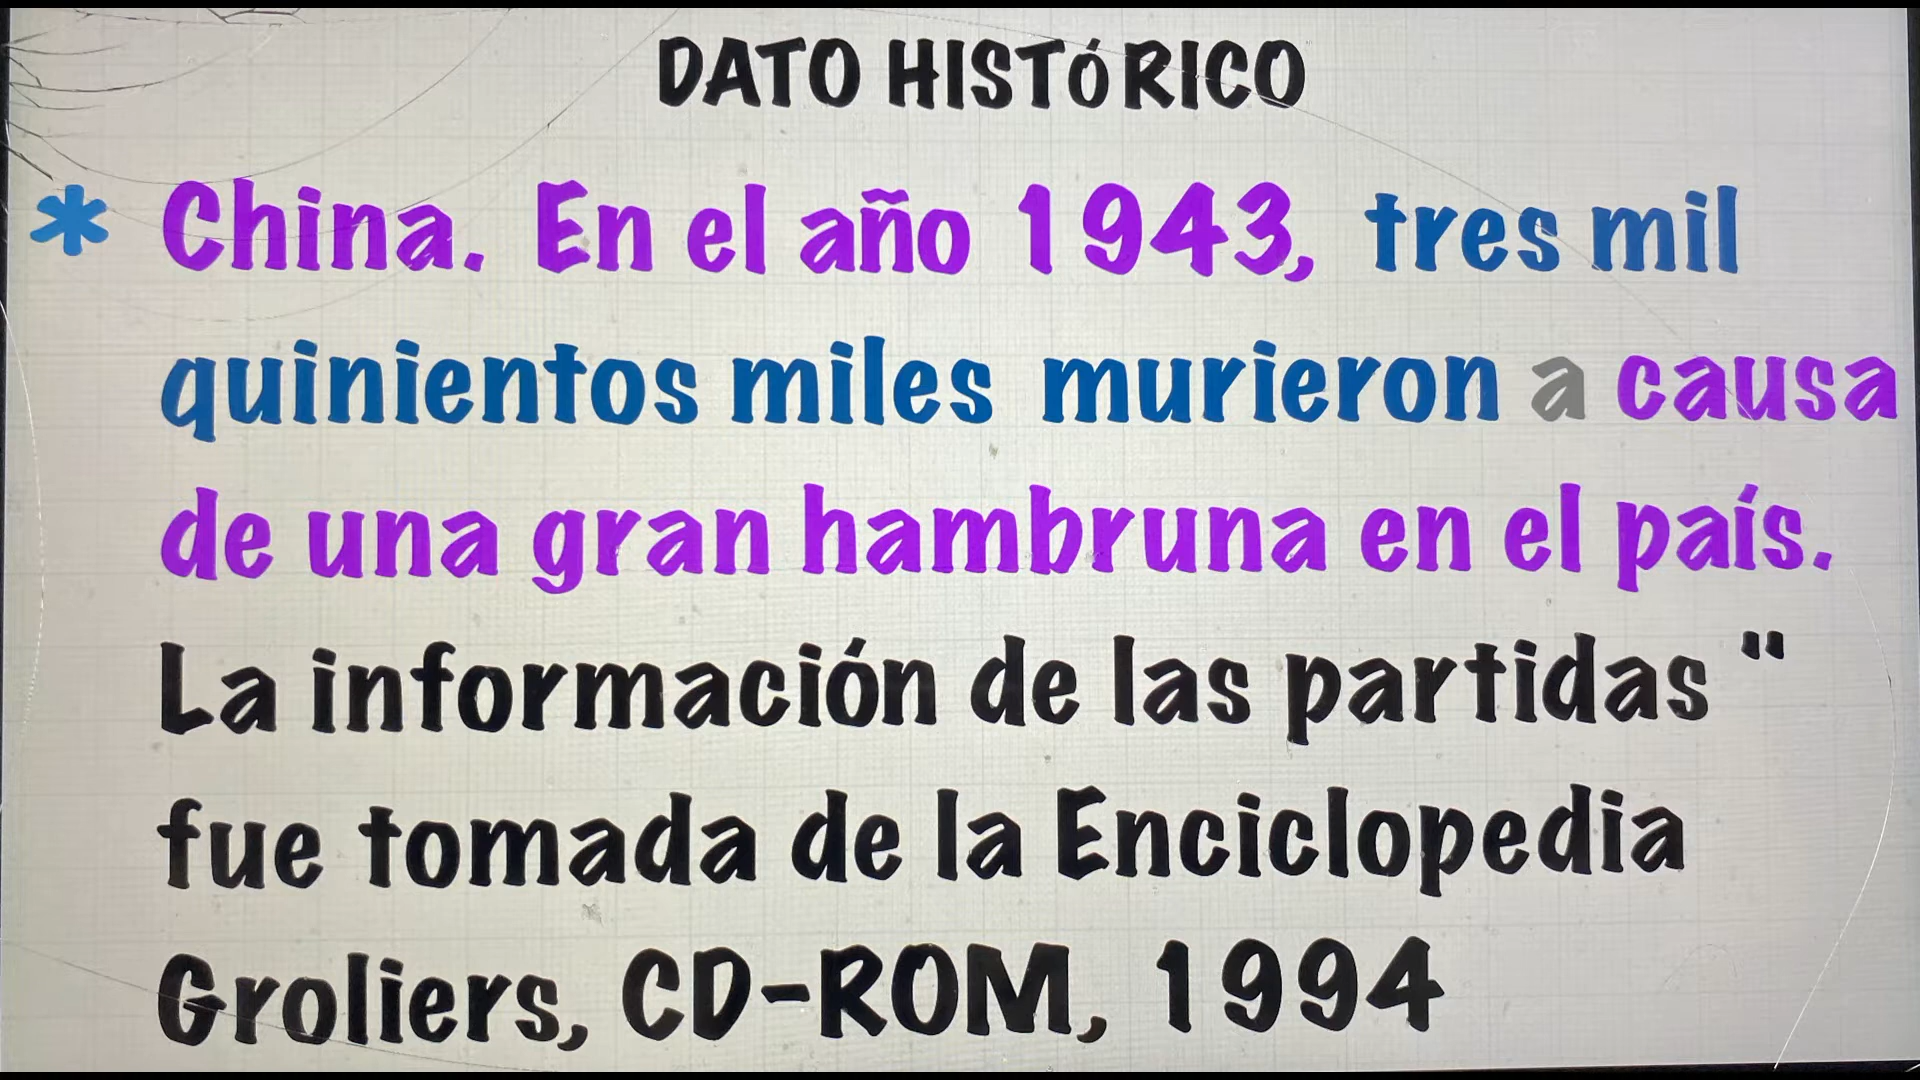 DATO HISTÓRICO
* China. En el año 1943, tres mil
quinientos miles murieron a causa
de una gran hambruna en el país.
La información de las partidas "
fue tomada de la Enciclopedia
Groliers, CD-ROM, 1994